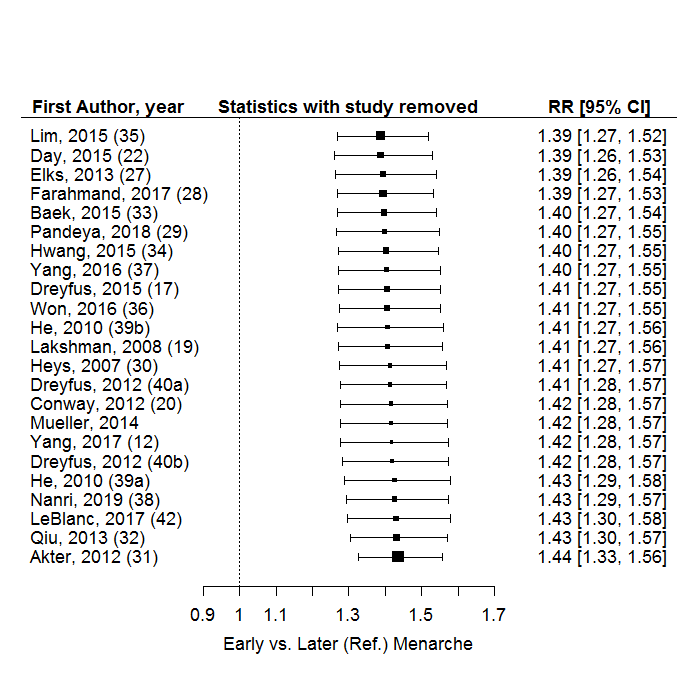 First Author, year Statistics with study removed RR [95% CI]
Lim, 2015 (35) 1.39 [1.27, 1.52]
Day, 2015 (22) 1.39 [1.26, 1.53]
Elks, 2013 (27) 1.39 [1.26, 1.54]
Farahmand, 2017 (28) 1.39 [1.27, 1.53]
Baek, 2015 (33) 1.40 [1.27, 1.54]
Pandeya, 2018 (29) 1.40 [1.27, 1.55]
Hwang, 2015 (34) 1.40 [1.27, 1.55]
Yang, 2016 (37) 1.40 [1.27, 1.55]
Dreyfus, 2015 (17) 1.41 [1.27, 1.55]
Won, 2016 (36) 1.41 [1.27, 1.55]
He, 2010 (39b) 1.41 [1.27, 1.56]
Lakshman, 2008 (19) 1.41 [1.27, 1.56]
Heys, 2007 (30) 1.41 [1.27, 1.57]
Dreyfus, 2012 (40a) 1.41 [1.28, 1.57]
Conway, 2012 (20) 1.42 [1.28, 1.57]
Mueller, 2014 1.42 [1.28, 1.57]
Yang, 2017 (12) 1.42 [1.28, 1.57]
Dreyfus, 2012 (40b) 1.42 [1.28, 1.57]
He, 2010 (39a) 1.43 [1.29, 1.58]
Nanri, 2019 (38) 1.43 [1.29, 1.57]
LeBlanc, 2017 (42) 1.43 [1.30, 1.58]
Qiu, 2013 (32) 1.43 [1.30, 1.57]
Akter, 2012 (31) 1.44 [1.33, 1.56]
0.9 1 1.1 1.3 1.5 1.7
Early vs. Later (Ref.) Menarche